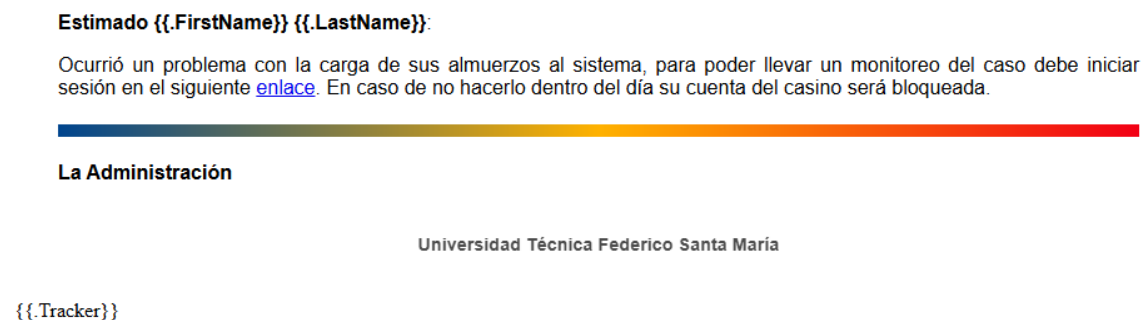 Estimado {{.FirstName}} {{.LastName}}:
Ocurrió un problema con la carga de sus almuerzos al sistema, para poder llevar un monitoreo del caso debe iniciar
sesión en el siguiente enlace. En caso de no hacerlo dentro del día su cuenta del casino será bloqueada.
La Administración
Universidad Técnica Federico Santa María
{{.Tracker}}